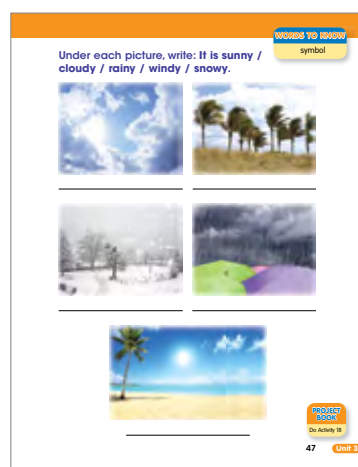 WORDS TO KNOW
symbol
Under each picture, write: It is sunny /
cloudy / rainy / windy / snowy.
PROJECT
BOOK
Do Activity 18
47 Unit 3